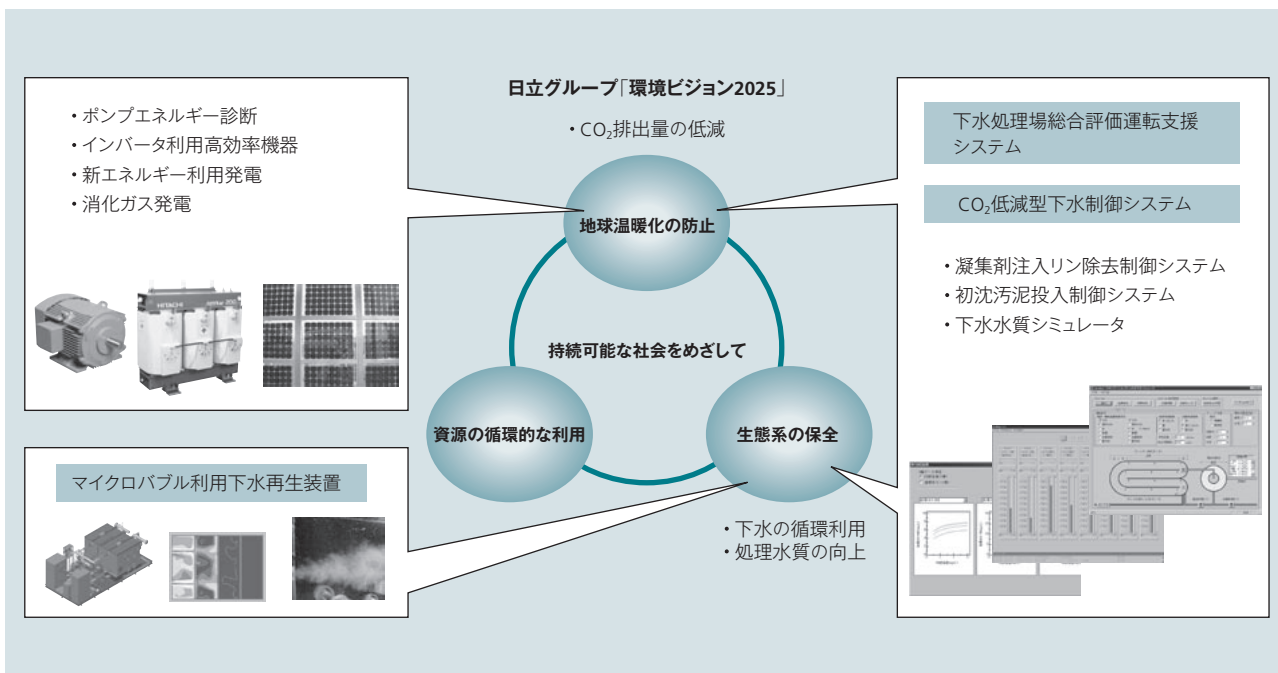 日立グループ「環境ビジョン2025」
・CO₂排出量の低減
・ポンプエネルギー診断
・インバータ利用高効率機器
・新エネルギー利用発電
・消化ガス発電
HITACHI
地球温暖化の防止
持続可能な社会をめざして
資源の循環的な利用
生態系の保全
・下水の循環利用
・処理水質の向上
下水処理場総合評価運転支援
システム
CO₂低減型下水制御システム
・凝集剤注入リン除去制御システム
・初沈汚泥投入制御システム
・下水水質シミュレータ
マイクロバブル利用下水再生装置